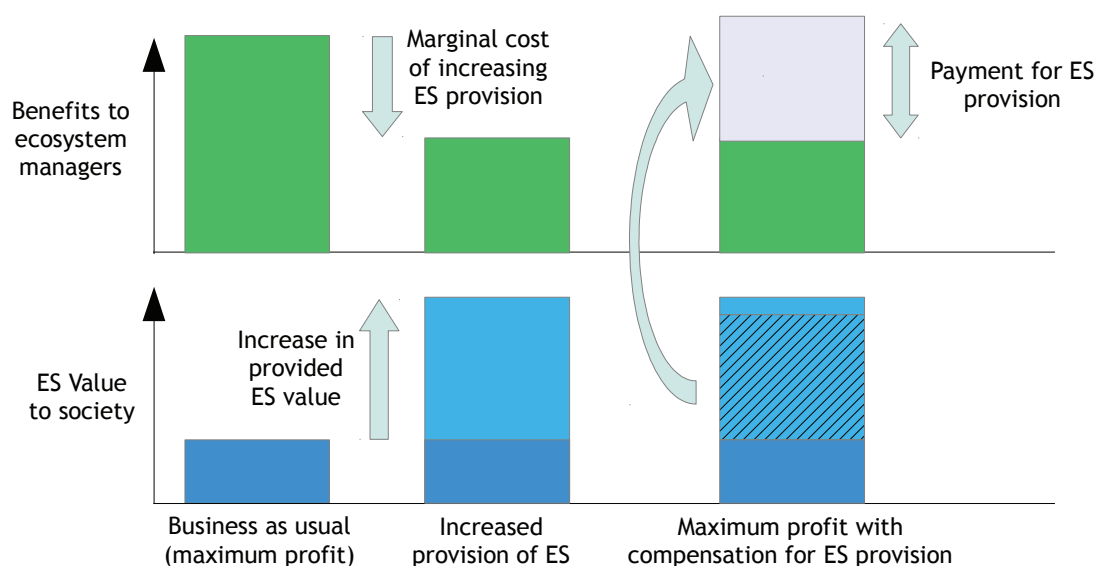 Benefits to
ecosystem
managers
Marginal cost
of increasing
ES provision
Payment for ES
provision
ES Value
to society
Increase in
provided
ES value
Business as usual
(maximum profit)
Increased
provision of ES
Maximum profit with
compensation for ES provision